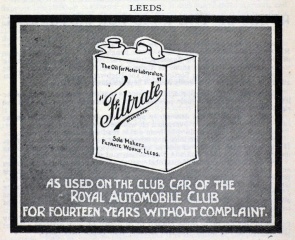 LEEDS.
The Oil for Motor Lubrication
"Filtrate"
Sole Makers
FILTRATE WORKS, LEEDS.
AS USED ON THE CLUB CAR OF THE
ROYAL AUTOMOBILE CLUB
FOR FOURTEEN YEARS WITHOUT COMPLAINT.